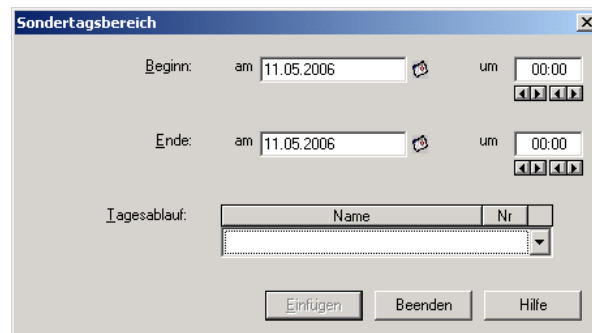 Sondertagsbereich
Beginn: am 11.05.2006 um 00:00
Ende: am 11.05.2006 um 00:00
Tagesablauf: Name Nr
Einfügen Beenden Hilfe